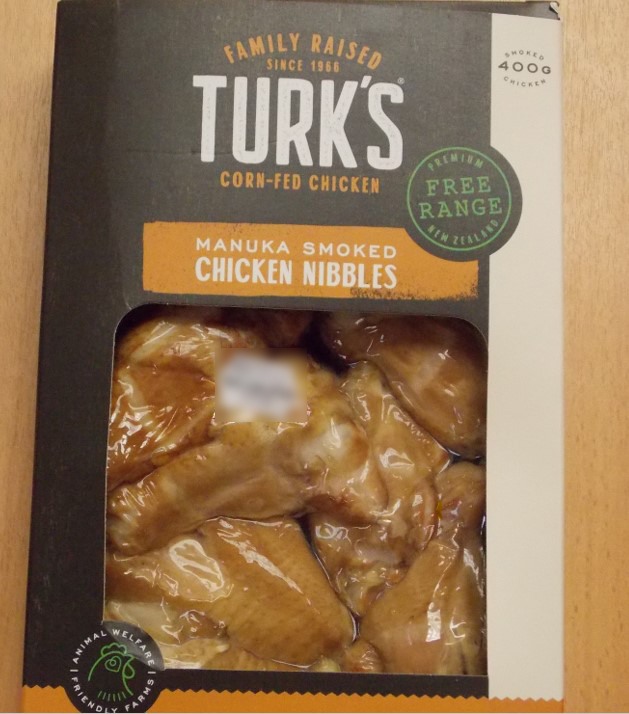 FAMILY RAISED
SINCE 1966
TURK'S®
CORN-FED CHICKEN
SMOKED
400G
CHICKEN
PREMIUM
FREE
RANGE
NEW ZEALAND
MANUKA SMOKED
CHICKEN NIBBLES
ANIMAL WELFARE
FRIENDLY FARMS